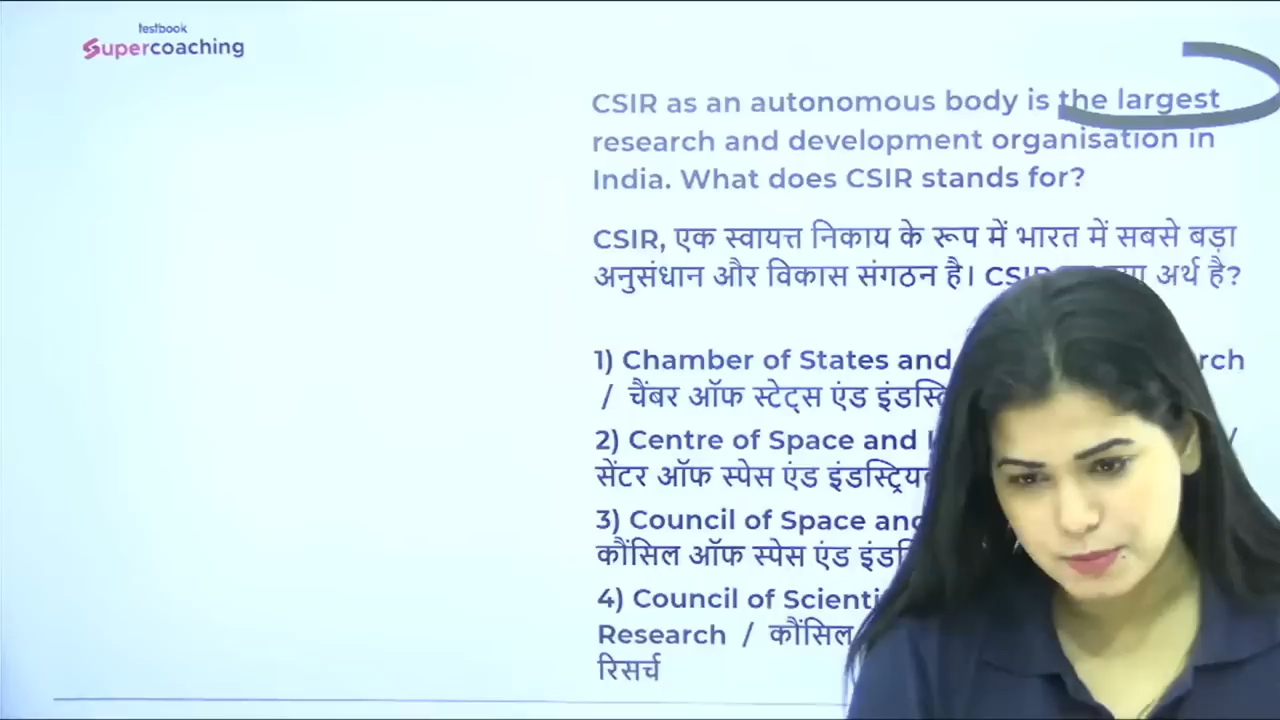 testbook
Supercoaching
CSIR as an autonomous body is the largest
research and development organisation in
India. What does CSIR stands for?
CSIR, एक स्वायत्त निकाय के रूप में भारत में सबसे बड़ा
अनुसंधान और विकास संगठन है। CSIR अर्थ है?
1) Chamber of States and
/ चैंबर ऑफ स्टेट्स एंड
2) Centre of Space and /
सेंटर ऑफ स्पेस एंड
3) Council of Space and
कौंसिल ऑफ स्पेस एंड
4) Council of
Research / कौंसिल
रिसर्च